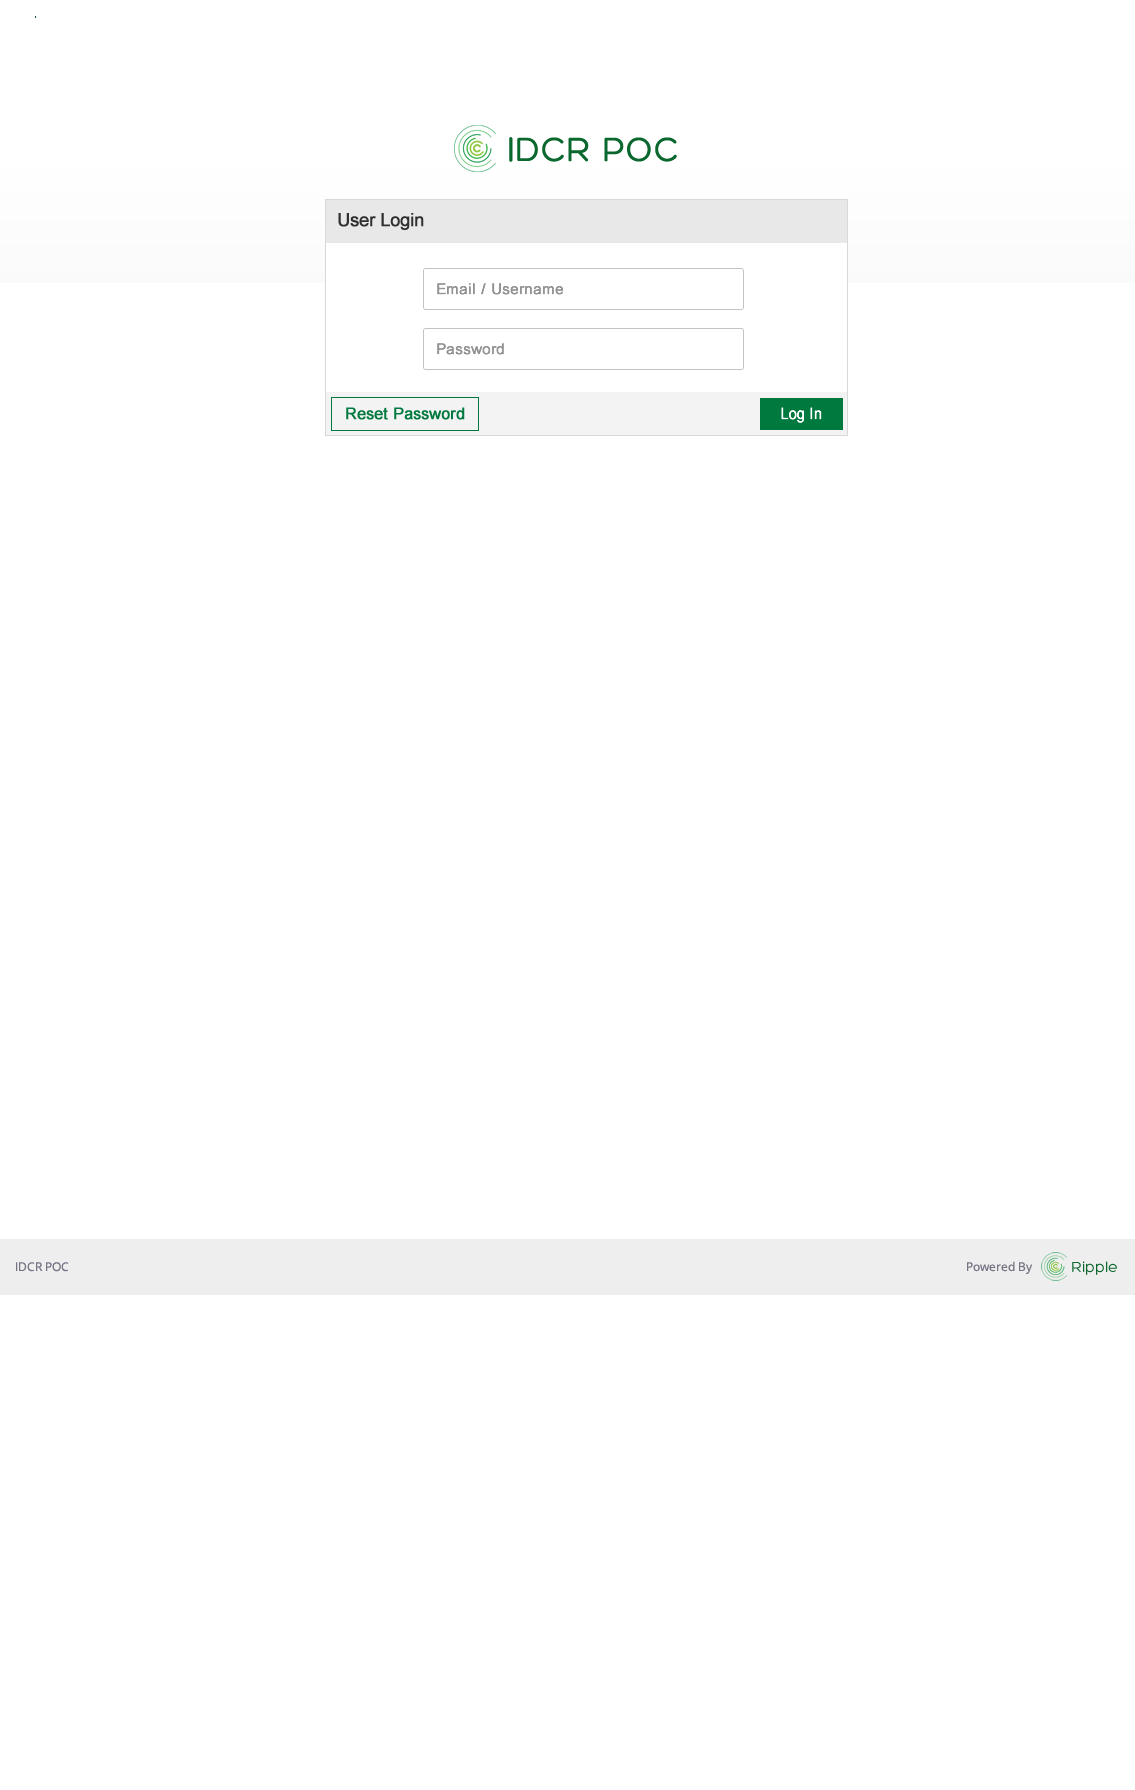 IDCR POC
User Login
Email / Username
Password
Reset Password
Log In
IDCR POC
Powered By Ripple